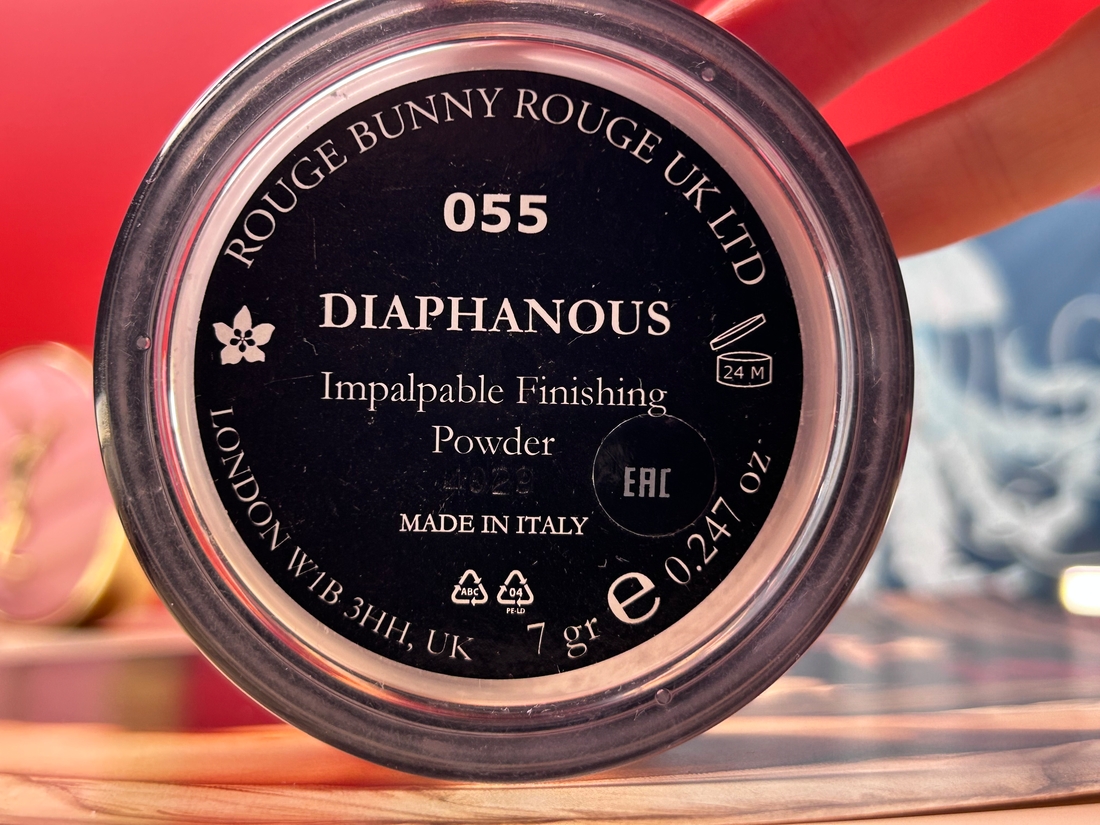 ROUGE BUNNY ROUGE UK LTD
055
DIAPHANOUS
24 M
Impalpable Finishing
Powder
EAC
MADE IN ITALY
ABC
04
PE-LD
LONDON W1B 3HH, UK
7 gr e 0.247 oz